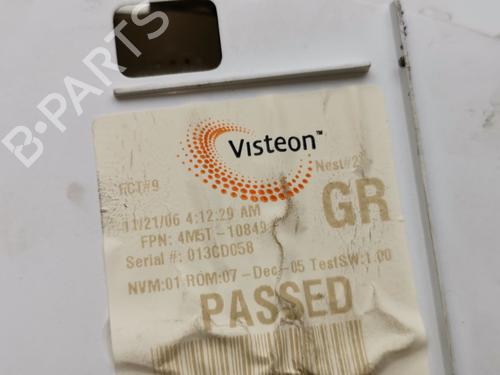 B-PARTS
Visteon™
FCT#9
Nest#2
11/21/06 4:12:29 AM
GR
FPN: 4M5T-10849
Serial #: 013CD058
NVM:01 ROM:07-Dec-05 TestSW:1.00
PASSED